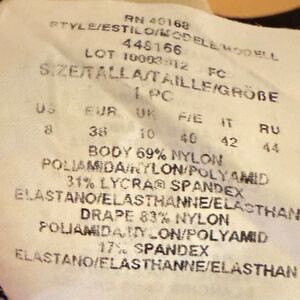 RN 40168
STYLE/ESTILO/MODELE/MODELL
448166
LOT 10003912 FC
SIZE/TALLA/TAILLE/GRÖßE
1 PC
US EUR UK F/E IT RU
8 38 10 40 42 44
BODY 69% NYLON
POLIAMIDA/NYLON/POLYAMID
31% LYCRA® SPANDEX
ELASTANO/ELASTHANNE/ELASTHAN
DRAPE 83% NYLON
POLIAMIDA/NYLON/POLYAMID
17% SPANDEX
ELASTANO/ELASTHANNE/ELASTHAN